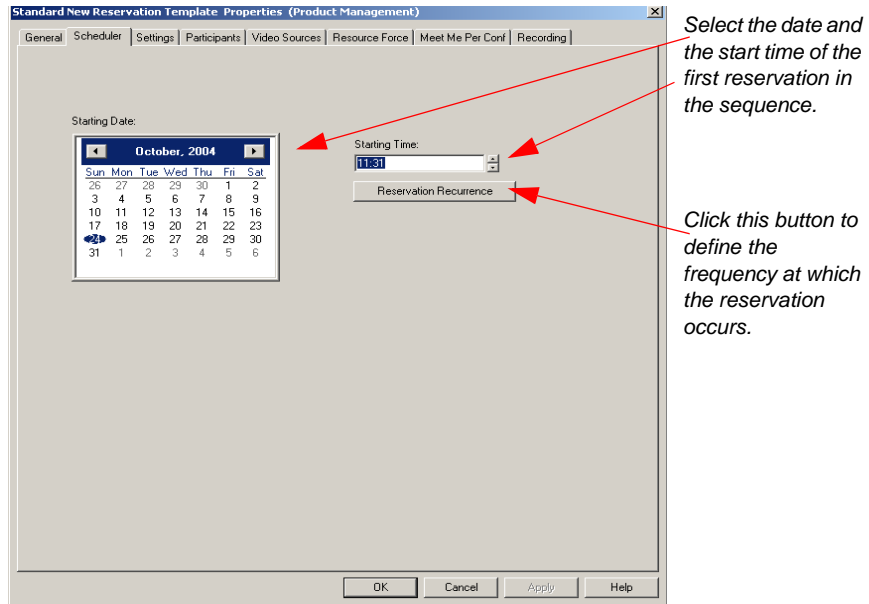 Standard New Reservation Template Properties (Product Management)
General Scheduler Settings Participants Video Sources Resource Force Meet Me Per Conf Recording
Starting Date:
October, 2004
Sun Mon Tue Wed Thu Fri Sat
26 27 28 29 30 1 2
3 4 5 6 7 8 9
10 11 12 13 14 15 16
17 18 19 20 21 22 23
24 25 26 27 28 29 30
31 1 2 3 4 5 6
Starting Time:
11:31
Reservation Recurrence
OK Cancel Apply Help
Select the date and
the start time of the
first reservation in
the sequence.
Click this button to
define the
frequency at which
the reservation
occurs.